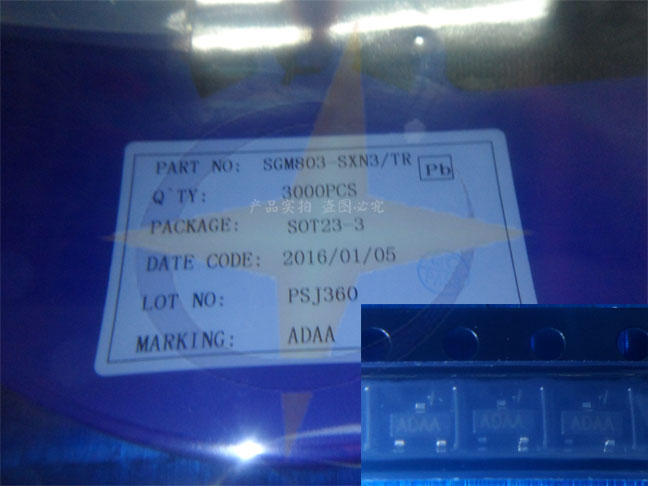 PART NO: SGM803-SXN3/TR
Pb
Q`TY: 3000PCS
产品实拍 盗图必究
PACKAGE: SOT23-3
DATE CODE: 2016/01/05
LOT NO: PSJ360
MARKING: ADAA
ADAA ADAA ADAA